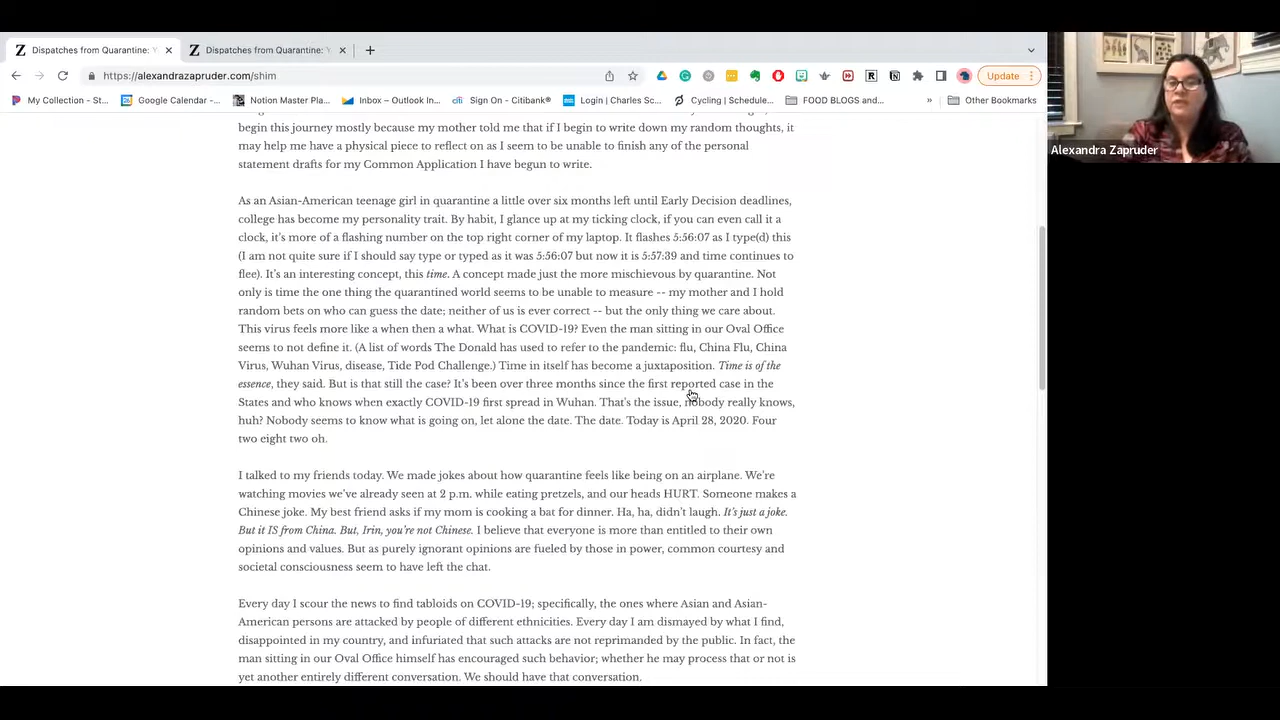 Dispatches from Quarantine: Y
Dispatches from Quarantine: Y
https://alexandrazapruder.com/shim
Update
My Collection - St...
Google Calendar -...
Notion Master Pla...
Inbox – Outlook In...
citi Sign On - Citibank®
Login | Charles Sc...
Cycling | Schedule...
FOOD BLOGS and...
»
Other Bookmarks
begin this journey mostly because my mother told me that if I begin to write down my random thoughts, it
may help me have a physical piece to reflect on as I seem to be unable to finish any of the personal
statement drafts for my Common Application I have begun to write.
As an Asian-American teenage girl in quarantine a little over six months left until Early Decision deadlines,
college has become my personality trait. By habit, I glance up at my ticking clock, if you can even call it a
clock, it's more of a flashing number on the top right corner of my laptop. It flashes 5:56:07 as I type(d) this
(I am not quite sure if I should say type or typed as it was 5:56:07 but now it is 5:57:39 and time continues to
flee). It's an interesting concept, this time. A concept made just the more mischievous by quarantine. Not
only is time the one thing the quarantined world seems to be unable to measure -- my mother and I hold
random bets on who can guess the date; neither of us is ever correct -- but the only thing we care about.
This virus feels more like a when then a what. What is COVID-19? Even the man sitting in our Oval Office
seems to not define it. (A list of words The Donald has used to refer to the pandemic: flu, China Flu, China
Virus, Wuhan Virus, disease, Tide Pod Challenge.) Time in itself has become a juxtaposition. Time is of the
essence, they said. But is that still the case? It's been over three months since the first reported case in the
States and who knows when exactly COVID-19 first spread in Wuhan. That's the issue, nobody really knows,
huh? Nobody seems to know what is going on, let alone the date. The date. Today is April 28, 2020. Four
two eight two oh.
I talked to my friends today. We made jokes about how quarantine feels like being on an airplane. We're
watching movies we've already seen at 2 p.m. while eating pretzels, and our heads HURT. Someone makes a
Chinese joke. My best friend asks if my mom is cooking a bat for dinner. Ha, ha, didn't laugh. It's just a joke.
But it IS from China. But, Irin, you're not Chinese. I believe that everyone is more than entitled to their own
opinions and values. But as purely ignorant opinions are fueled by those in power, common courtesy and
societal consciousness seem to have left the chat.
Every day I scour the news to find tabloids on COVID-19; specifically, the ones where Asian and Asian-
American persons are attacked by people of different ethnicities. Every day I am dismayed by what I find,
disappointed in my country, and infuriated that such attacks are not reprimanded by the public. In fact, the
man sitting in our Oval Office himself has encouraged such behavior; whether he may process that or not is
yet another entirely different conversation. We should have that conversation.
Alexandra Zapruder